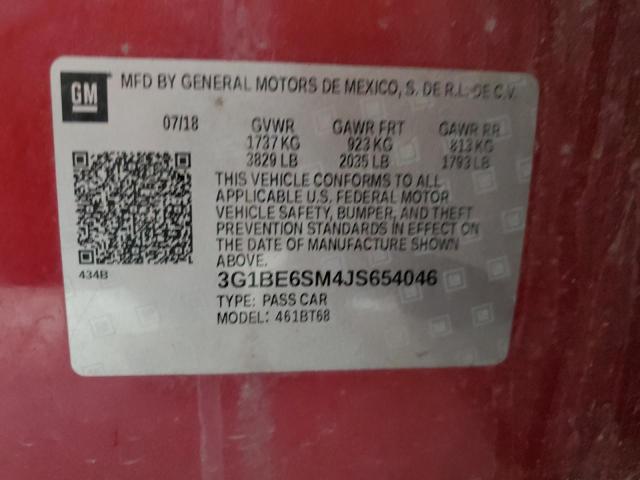 GM
MFD BY GENERAL MOTORS DE MEXICO, S. DE R.L. DE C.V.
07/18 GVWR GAWR FRT GAWR RR
1737 KG 923 KG 813 KG
3829 LB 2035 LB 1793 LB
THIS VEHICLE CONFORMS TO ALL
APPLICABLE U.S. FEDERAL MOTOR
VEHICLE SAFETY, BUMPER, AND THEFT
PREVENTION STANDARDS IN EFFECT ON
THE DATE OF MANUFACTURE SHOWN
ABOVE.
434B
3G1BE6SM4JS654046
TYPE: PASS CAR
MODEL: 461BT68